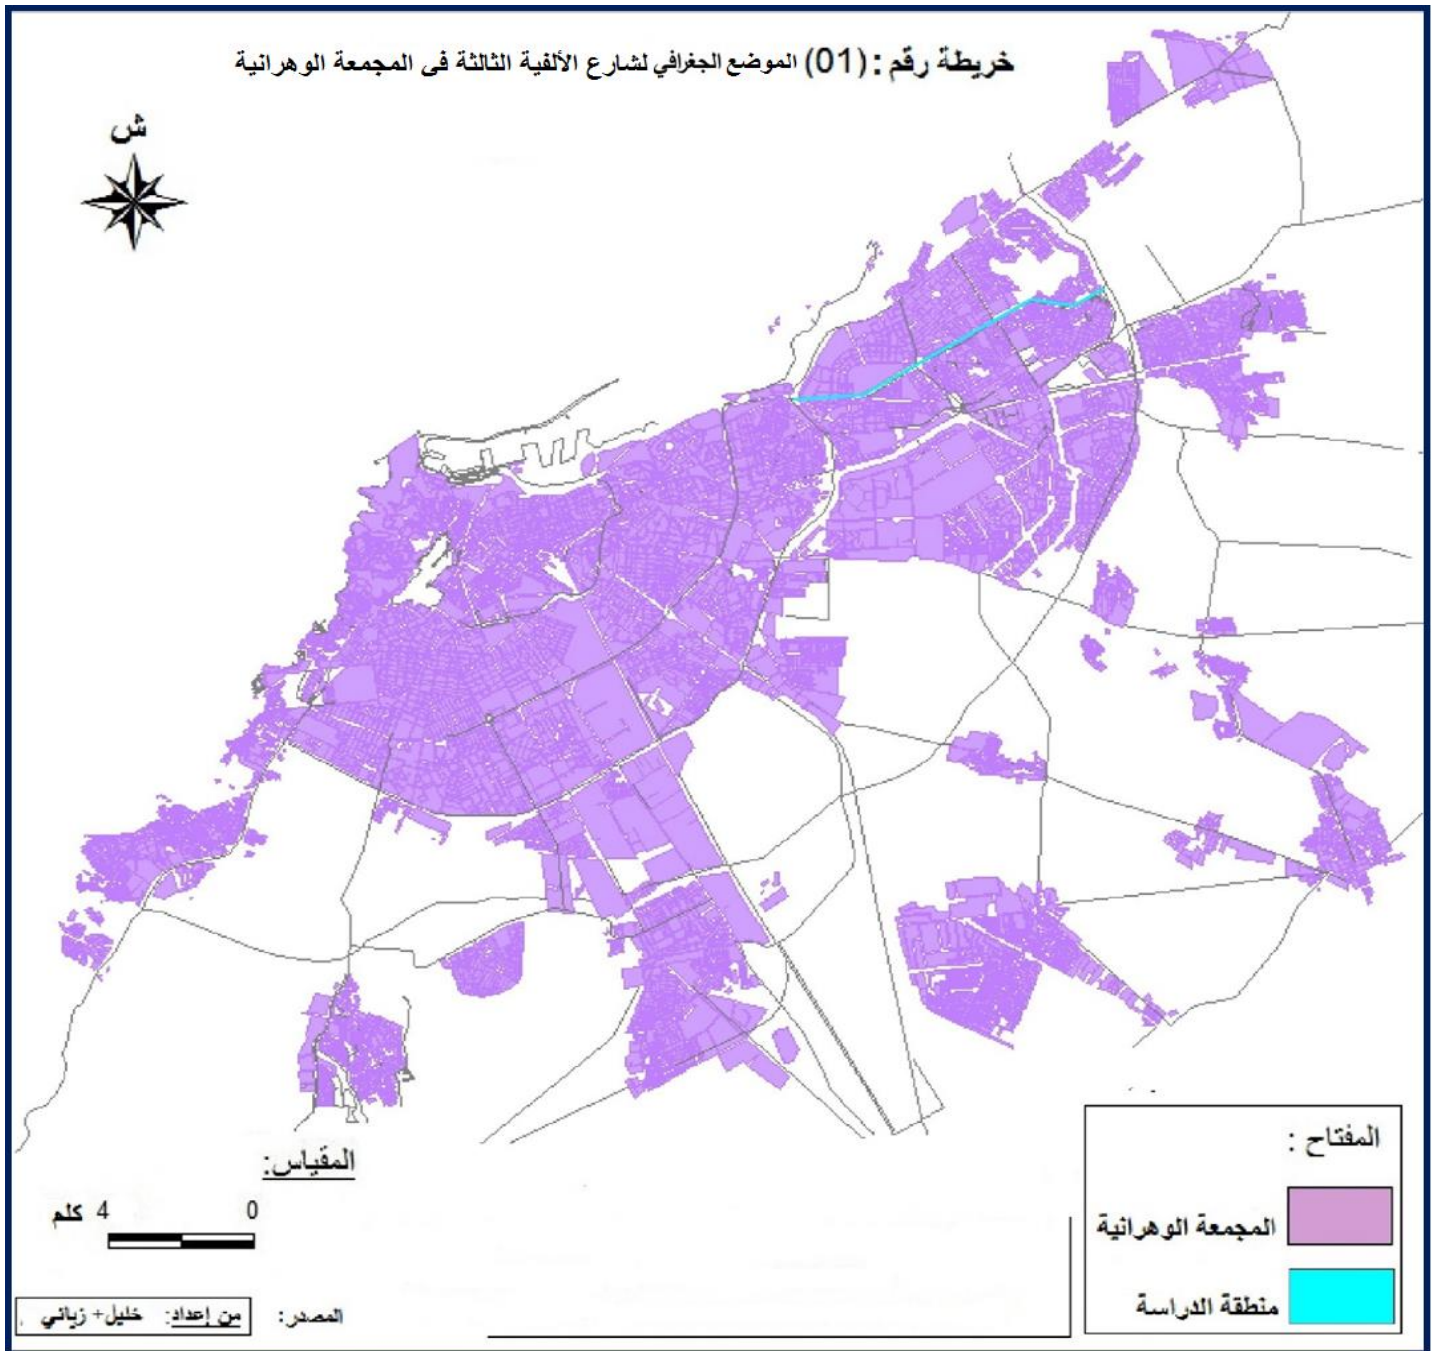 خريطة رقم : (01) الموضع الجغرافي لشارع الألفية الثالثة فى المجمعة الوهرانية
ش
المفتاح :
المجمعة الوهرانية
منطقة الدراسة
المقياس:
0 4 كلم
المصدر: من إعداد: خليل+ زياني